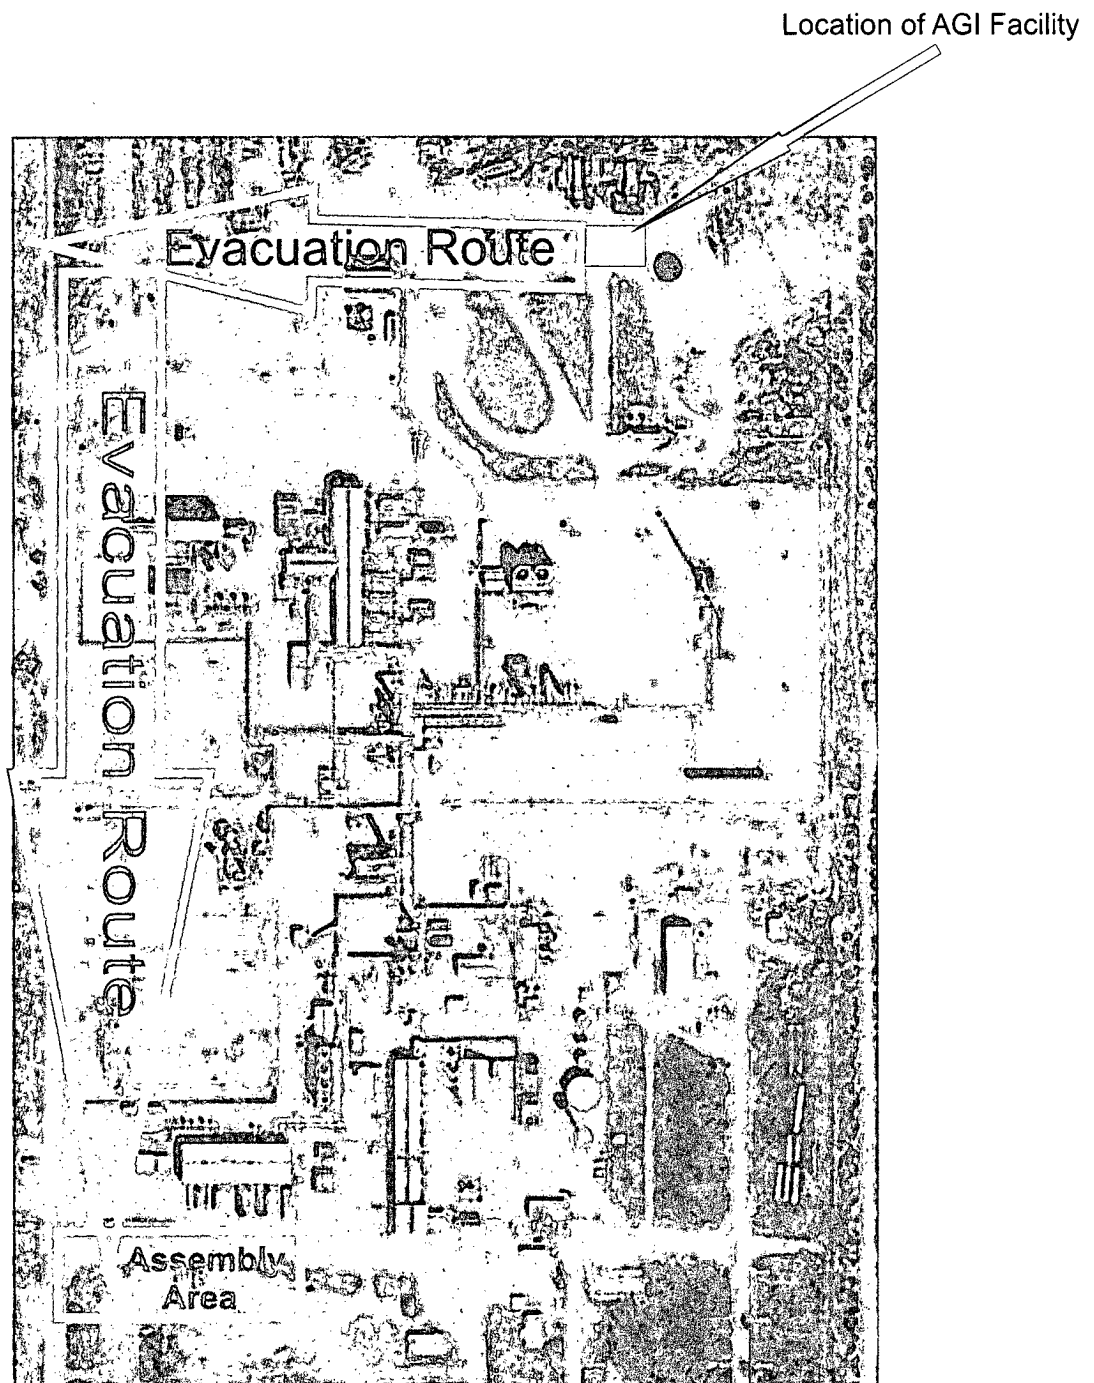 Location of AGI Facility
Evacuation Route
Evacuation Route
Assembly
Area